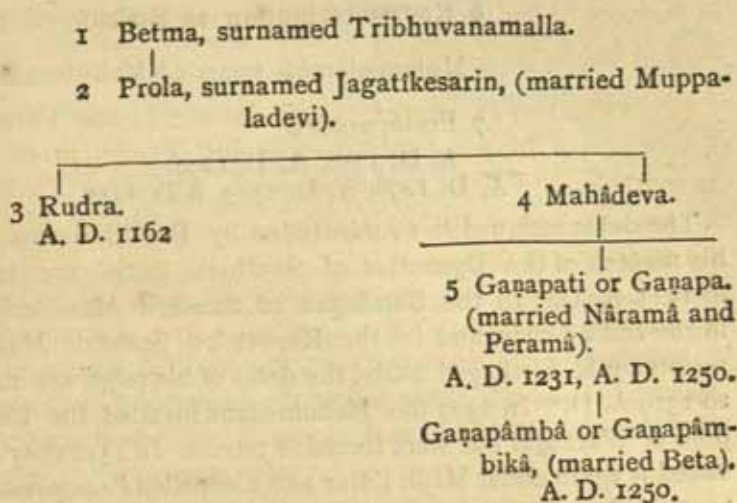 1 Betma, surnamed Tribhuvanamalla.
2 Prola, surnamed Jagatîkesarin, (married Muppa-
ladevi).
3 Rudra.
A. D. 1162
4 Mahâdeva.
5 Gaṇapati or Gaṇapa.
(married Nâramâ and
Peramâ).
A. D. 1231, A. D. 1250.
Gaṇapâmbâ or Gaṇapâm-
bikâ, (married Beta).
A. D. 1250.